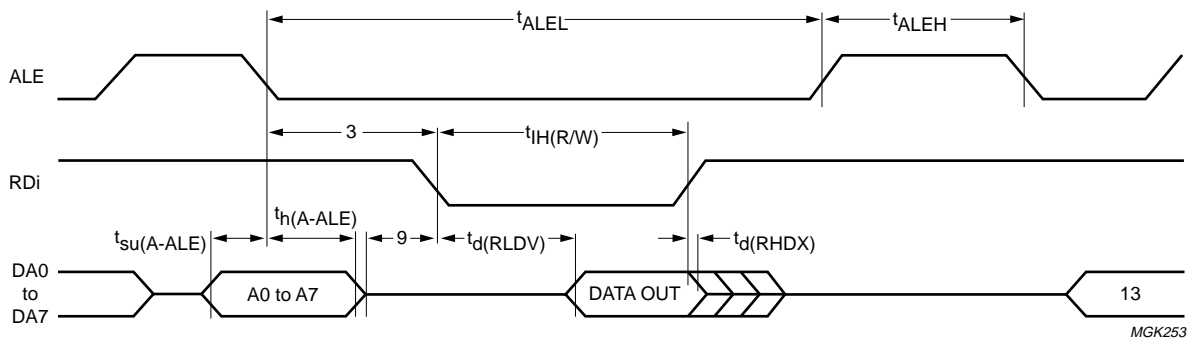 tALEL
tALEH
ALE
3
tIH(R/W)
RDi
th(A-ALE)
tsu(A-ALE)
9
td(RLDV)
td(RHDX)
DA0
to
DA7
A0 to A7
DATA OUT
13
MGK253